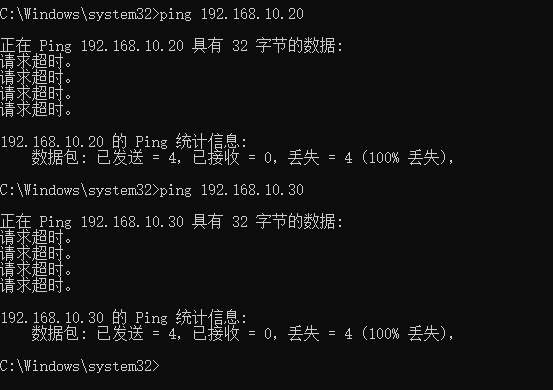 C:\Windows\system32>ping 192.168.10.20
正在 Ping 192.168.10.20 具有 32 字节的数据:
请求超时。
请求超时。
请求超时。
请求超时。
192.168.10.20 的 Ping 统计信息:
    数据包: 已发送 = 4，已接收 = 0，丢失 = 4 (100% 丢失)，
C:\Windows\system32>ping 192.168.10.30
正在 Ping 192.168.10.30 具有 32 字节的数据:
请求超时。
请求超时。
请求超时。
请求超时。
192.168.10.30 的 Ping 统计信息:
    数据包: 已发送 = 4，已接收 = 0，丢失 = 4 (100% 丢失)，
C:\Windows\system32>